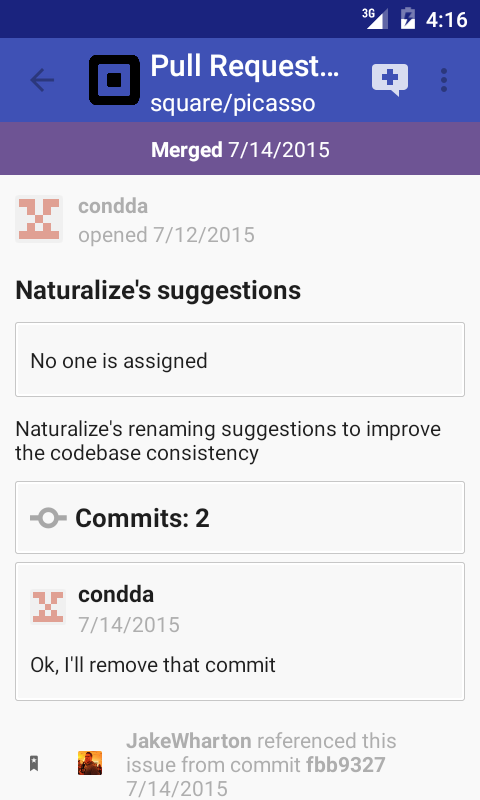 3G 4:16
Pull Request…
square/picasso
Merged 7/14/2015
condda
opened 7/12/2015
Naturalize's suggestions
No one is assigned
Naturalize's renaming suggestions to improve
the codebase consistency
Commits: 2
condda
7/14/2015
Ok, I'll remove that commit
JakeWharton referenced this
issue from commit fbb9327
7/14/2015